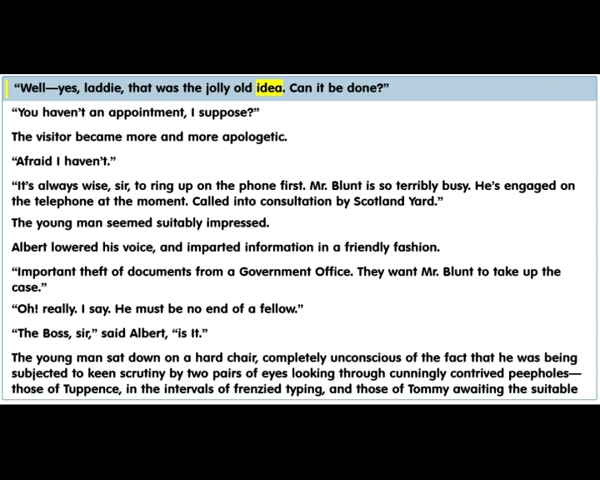 “Well—yes, laddie, that was the jolly old idea. Can it be done?”
“You haven’t an appointment, I suppose?”
The visitor became more and more apologetic.
“Afraid I haven’t.”
“It’s always wise, sir, to ring up on the phone first. Mr. Blunt is so terribly busy. He’s engaged on
the telephone at the moment. Called into consultation by Scotland Yard.”
The young man seemed suitably impressed.
Albert lowered his voice, and imparted information in a friendly fashion.
“Important theft of documents from a Government Office. They want Mr. Blunt to take up the
case.”
“Oh! really. I say. He must be no end of a fellow.”
“The Boss, sir,” said Albert, “is It.”
The young man sat down on a hard chair, completely unconscious of the fact that he was being
subjected to keen scrutiny by two pairs of eyes looking through cunningly contrived peepholes—
those of Tuppence, in the intervals of frenzied typing, and those of Tommy awaiting the suitable